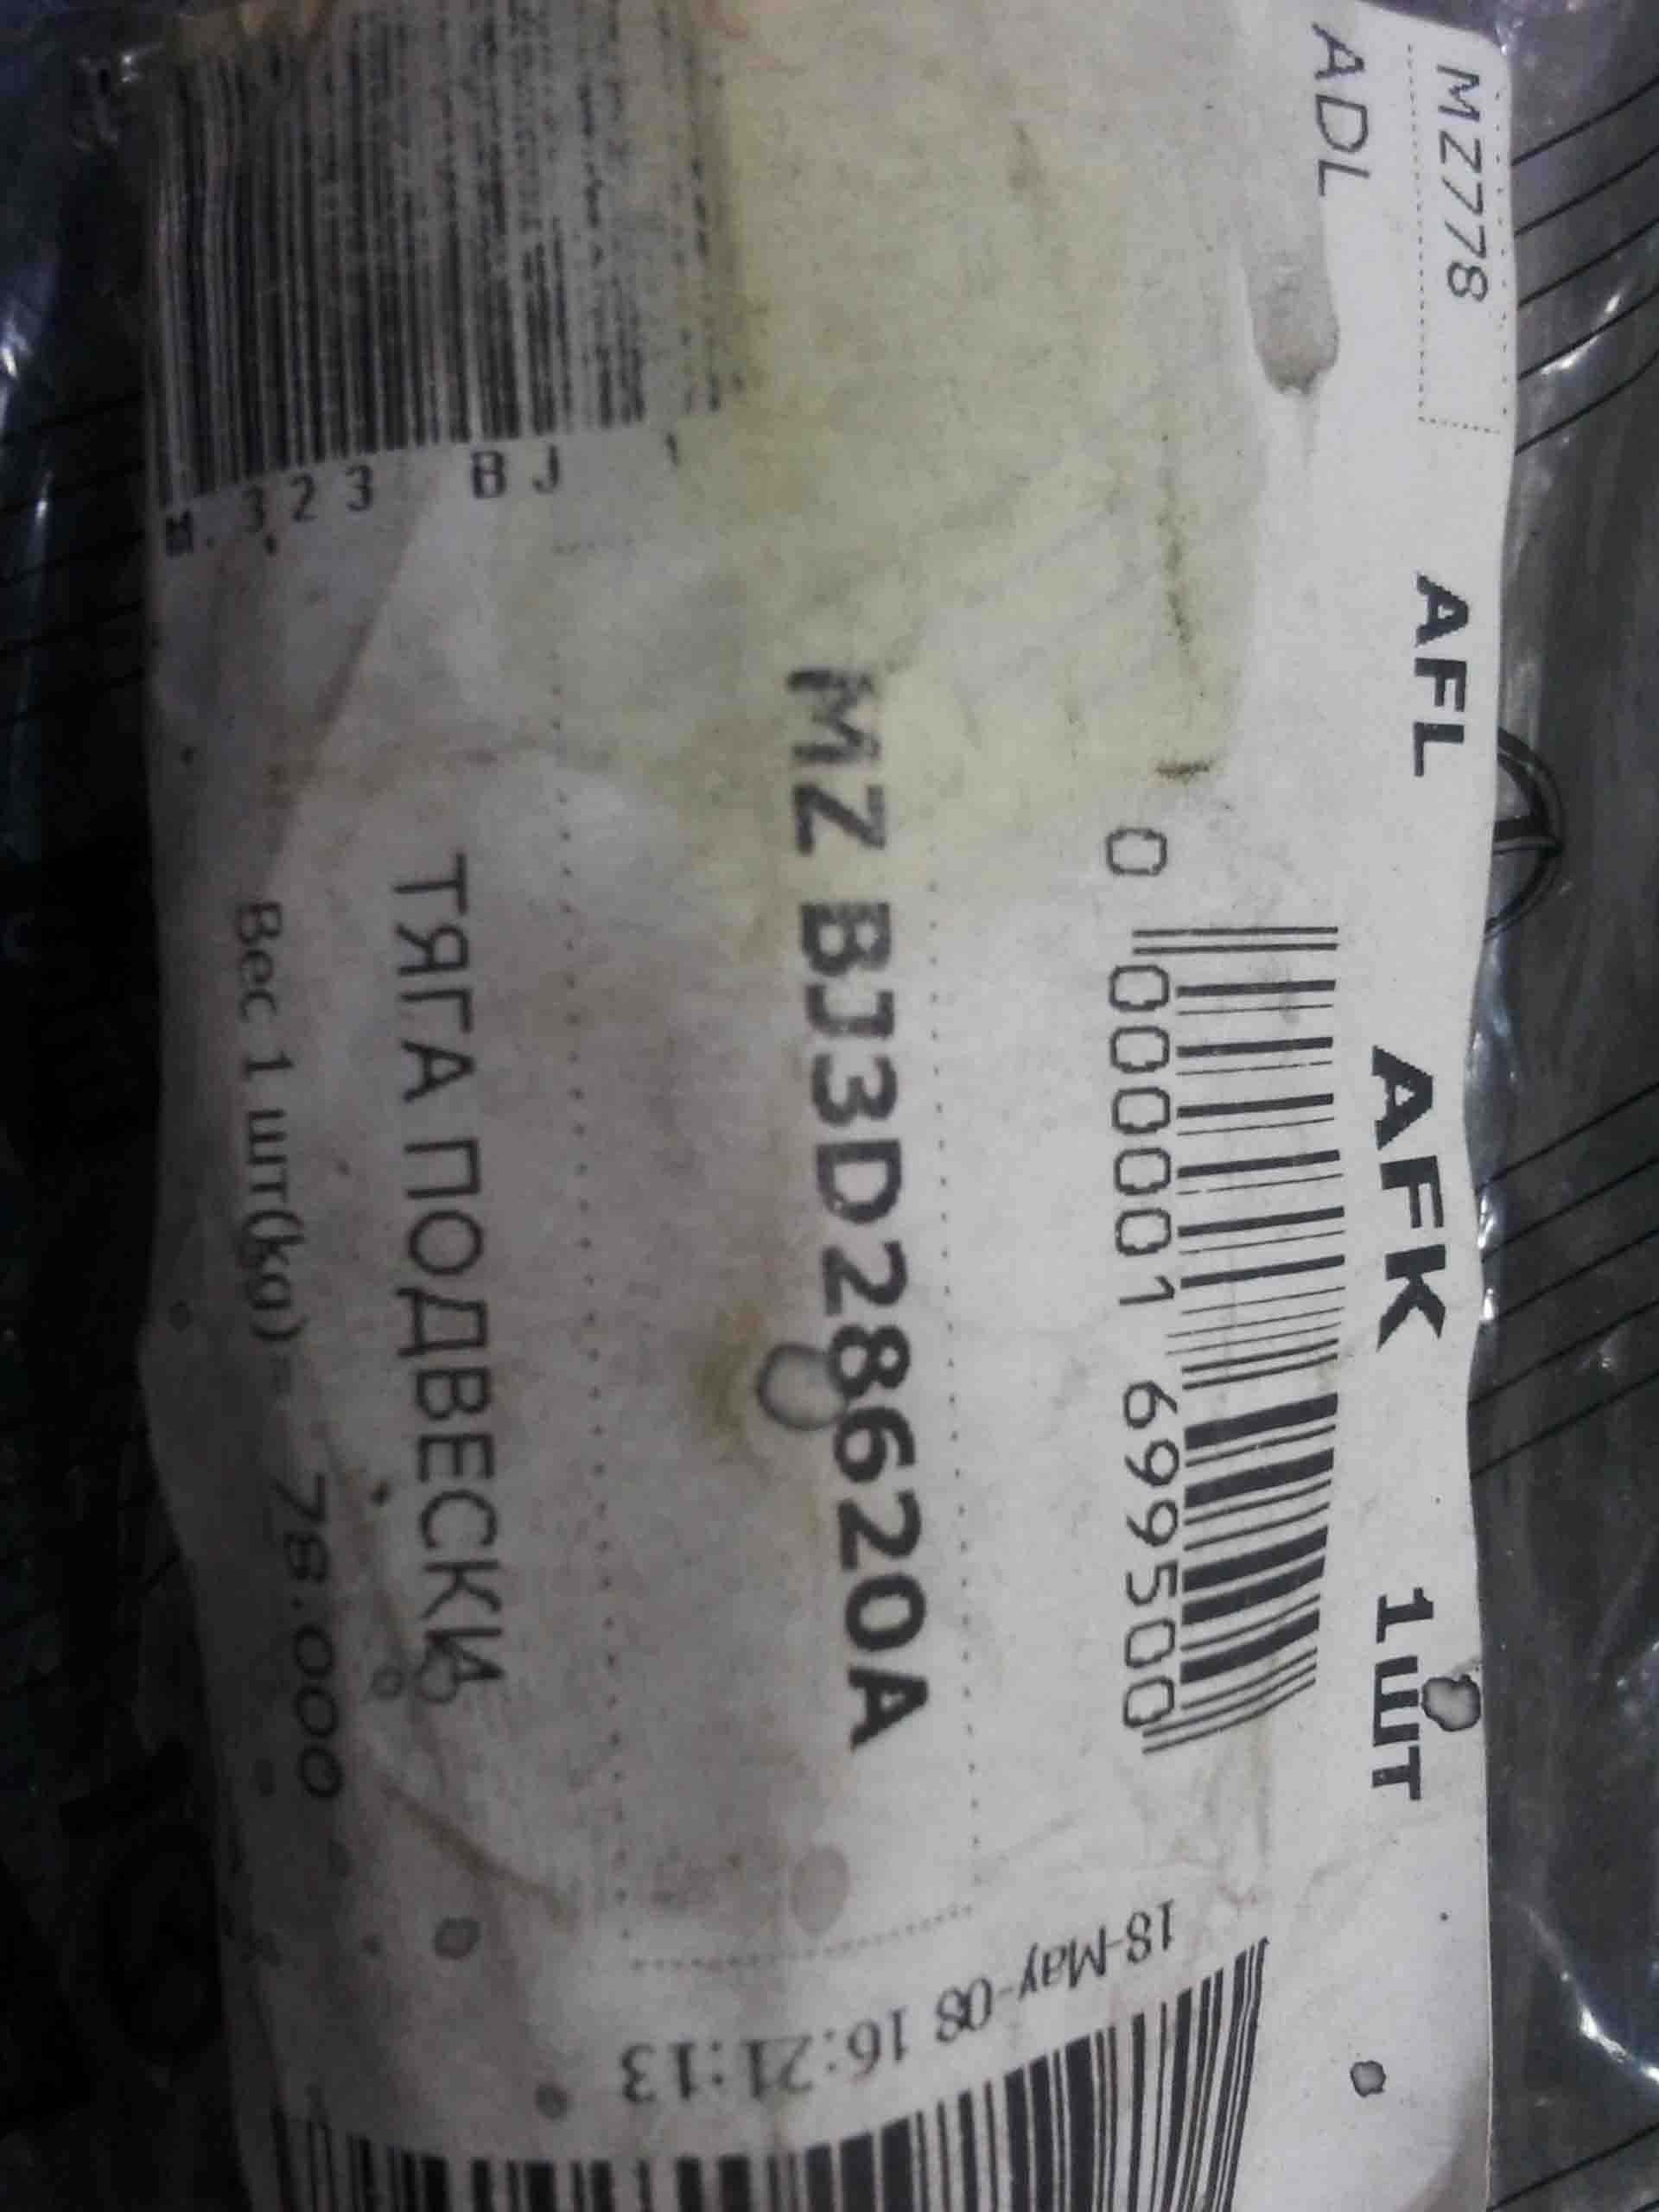 MZ778 AFL AFK 1шт
ADL
0 000001 699500
MZ BJ3D28620A
ТЯГА ПОДВЕСКИ
Вес 1 шт(kg) = 78.000
M. 323 BJ
18-May-08 16:21:13